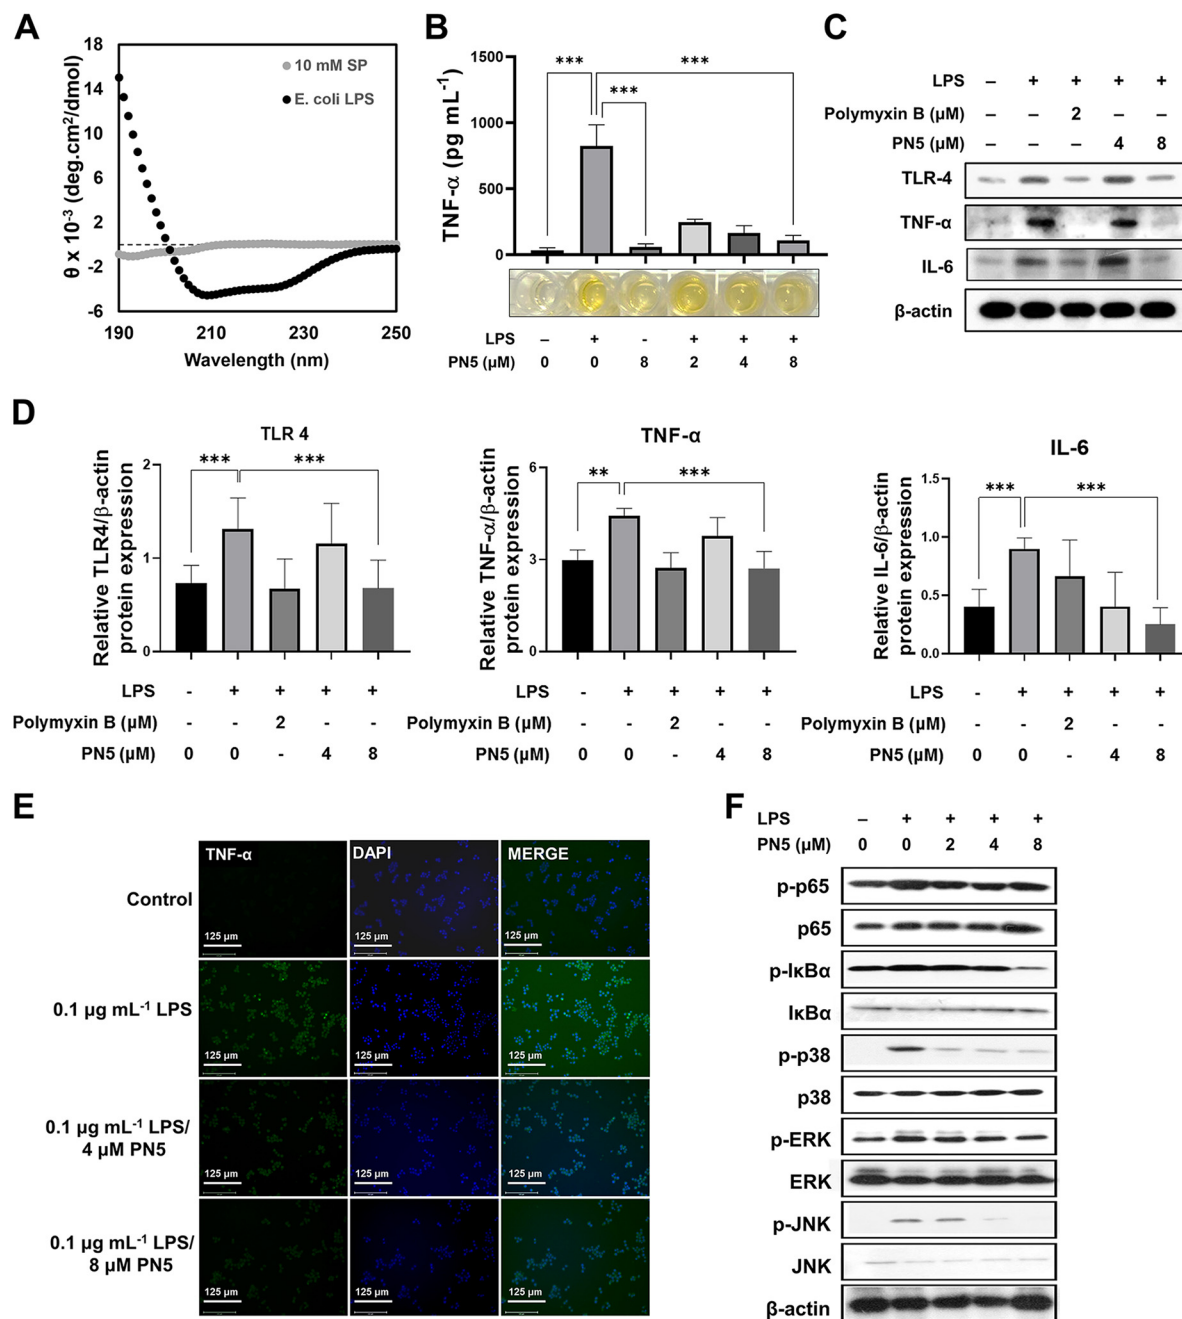 A
18
14
10
6
2
-2
-6
θ x 10⁻³ (deg.cm²/dmol)
10 mM SP
E. coli LPS
190 210 230 250
Wavelength (nm)
B
1500
1000
500
0
TNF-α (pg mL⁻¹)
*** ***
***
LPS – + - + + +
PN5 (µM) 0 0 8 2 4 8
C
LPS – + + + +
Polymyxin B (µM) – – 2 – –
PN5 (µM) – – – 4 8
TLR-4
TNF-α
IL-6
β-actin
D
TLR 4
Relative TLR4/β-actin
protein expression
2
1
0
*** ***
LPS - + + + +
Polymyxin B (µM) - - 2 - -
PN5 (µM) 0 0 - 4 8
TNF-α
Relative TNF-α/β-actin
protein expression
6
3
0
** ***
LPS - + + + +
Polymyxin B (µM) - - 2 - -
PN5 (µM) 0 0 - 4 8
IL-6
Relative IL-6/β-actin
protein expression
1.5
1.0
0.5
0.0
*** ***
LPS - + + + +
Polymyxin B (µM) - - 2 - -
PN5 (µM) 0 0 - 4 8
E
TNF-α DAPI MERGE
Control
125 µm 125 µm 125 µm
0.1 µg mL⁻¹ LPS
125 µm 125 µm 125 µm
0.1 µg mL⁻¹ LPS/
4 µM PN5
125 µm 125 µm 125 µm
0.1 µg mL⁻¹ LPS/
8 µM PN5
125 µm 125 µm 125 µm
F
LPS – + + + +
PN5 (µM) 0 0 2 4 8
p-p65
p65
p-IκBα
IκBα
p-p38
p38
p-ERK
ERK
p-JNK
JNK
β-actin